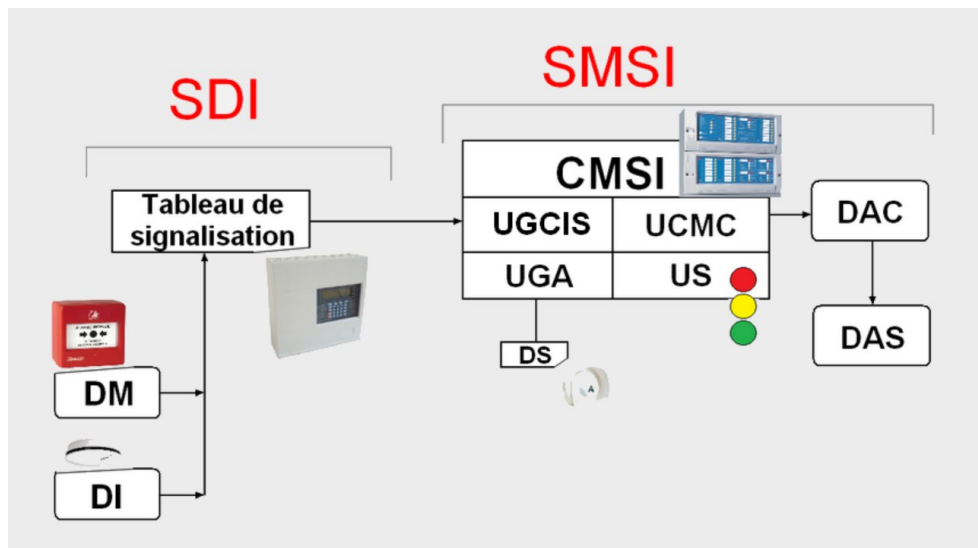 SDI
SMSI
Tableau de
signalisation
CMSI
UGCIS
UCMC
UGA
US
DS
A
DM
DI
DAC
DAS